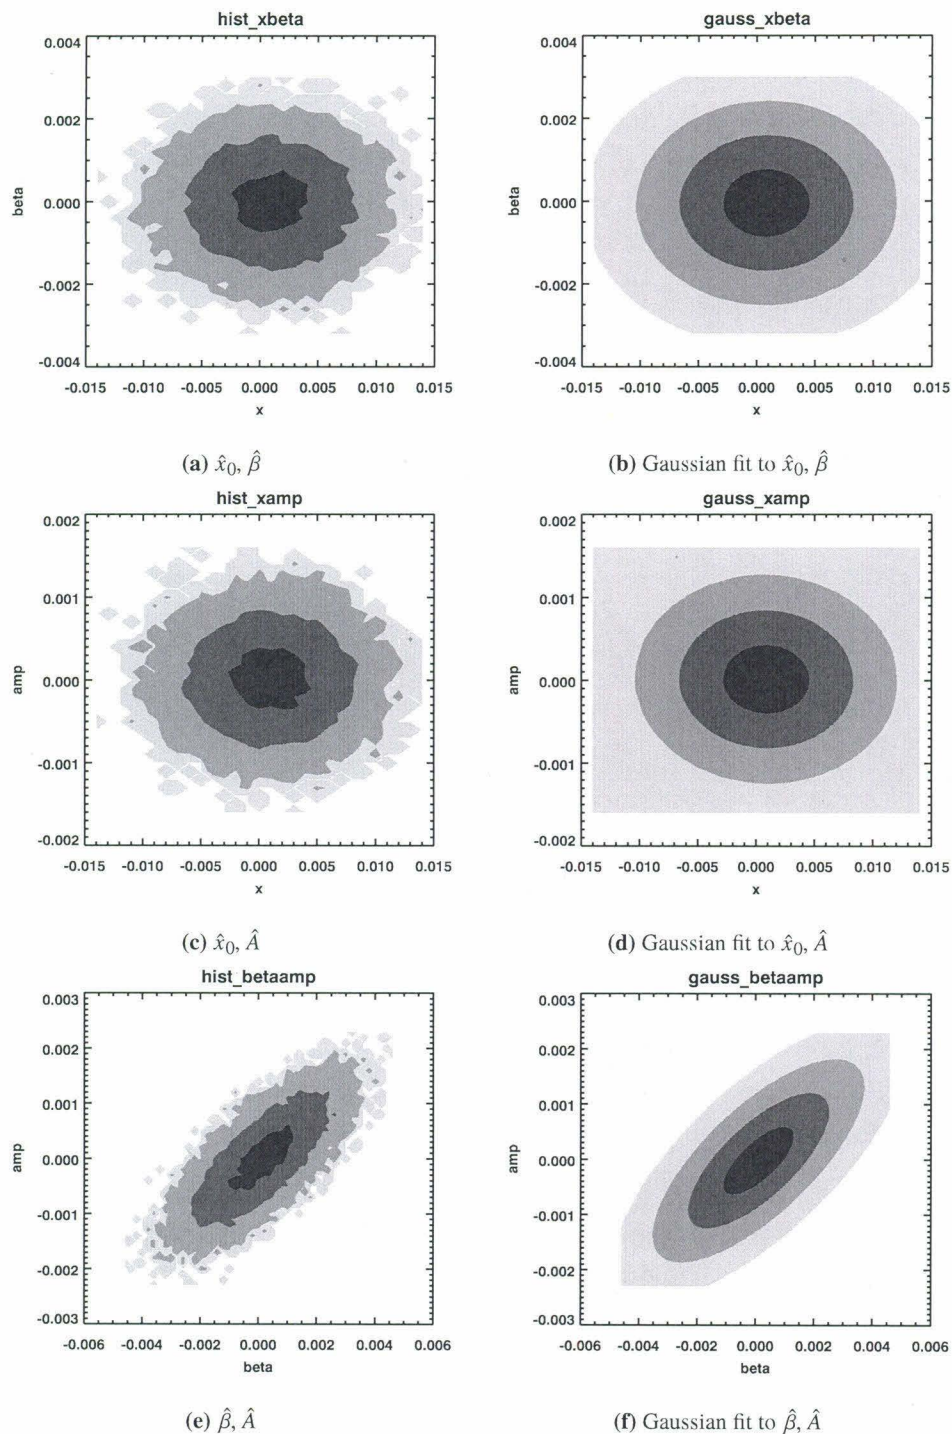 hist_xbeta
0.004
0.002
0.000
-0.002
-0.004
beta
-0.015 -0.010 -0.005 0.000 0.005 0.010 0.015
x
gauss_xbeta
0.004
0.002
0.000
-0.002
-0.004
beta
-0.015 -0.010 -0.005 0.000 0.005 0.010 0.015
x
(a) x̂₀, β̂
(b) Gaussian fit to x̂₀, β̂
hist_xamp
0.002
0.001
0.000
-0.001
-0.002
amp
-0.015 -0.010 -0.005 0.000 0.005 0.010 0.015
x
gauss_xamp
0.002
0.001
0.000
-0.001
-0.002
amp
-0.015 -0.010 -0.005 0.000 0.005 0.010 0.015
x
(c) x̂₀, Â
(d) Gaussian fit to x̂₀, Â
hist_betaamp
0.003
0.002
0.001
0.000
-0.001
-0.002
-0.003
amp
-0.006 -0.004 -0.002 0.000 0.002 0.004 0.006
beta
gauss_betaamp
0.003
0.002
0.001
0.000
-0.001
-0.002
-0.003
amp
-0.006 -0.004 -0.002 0.000 0.002 0.004 0.006
beta
(e) β̂, Â
(f) Gaussian fit to β̂, Â